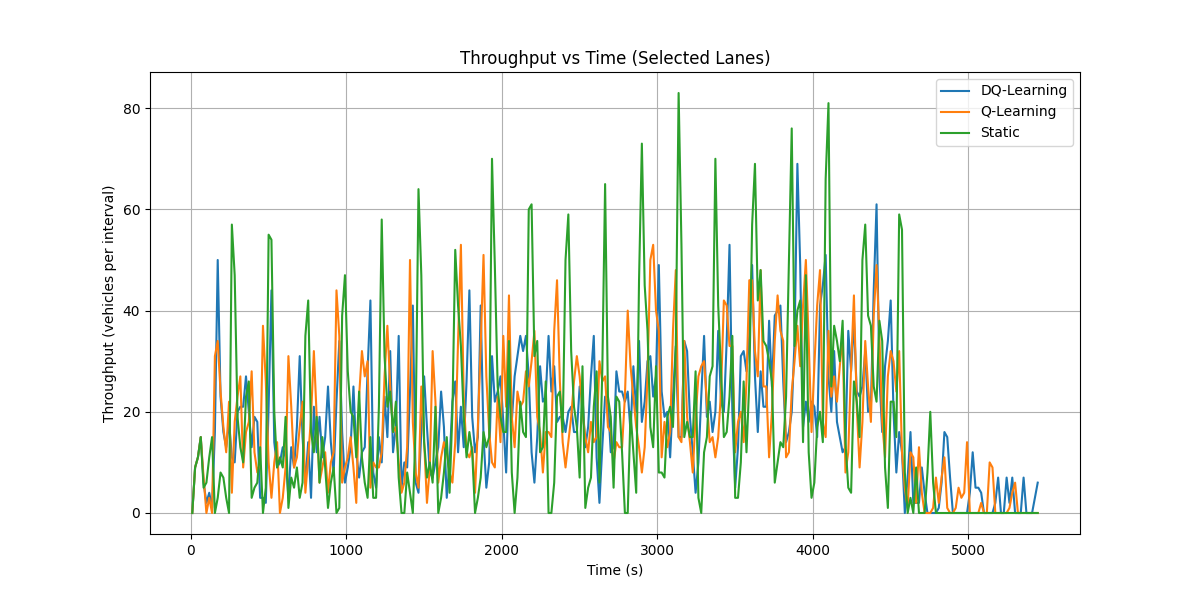 Throughput vs Time (Selected Lanes)
DQ-Learning
Q-Learning
Static
Throughput (vehicles per interval)
80
60
40
20
0
0 1000 2000 3000 4000 5000
Time (s)